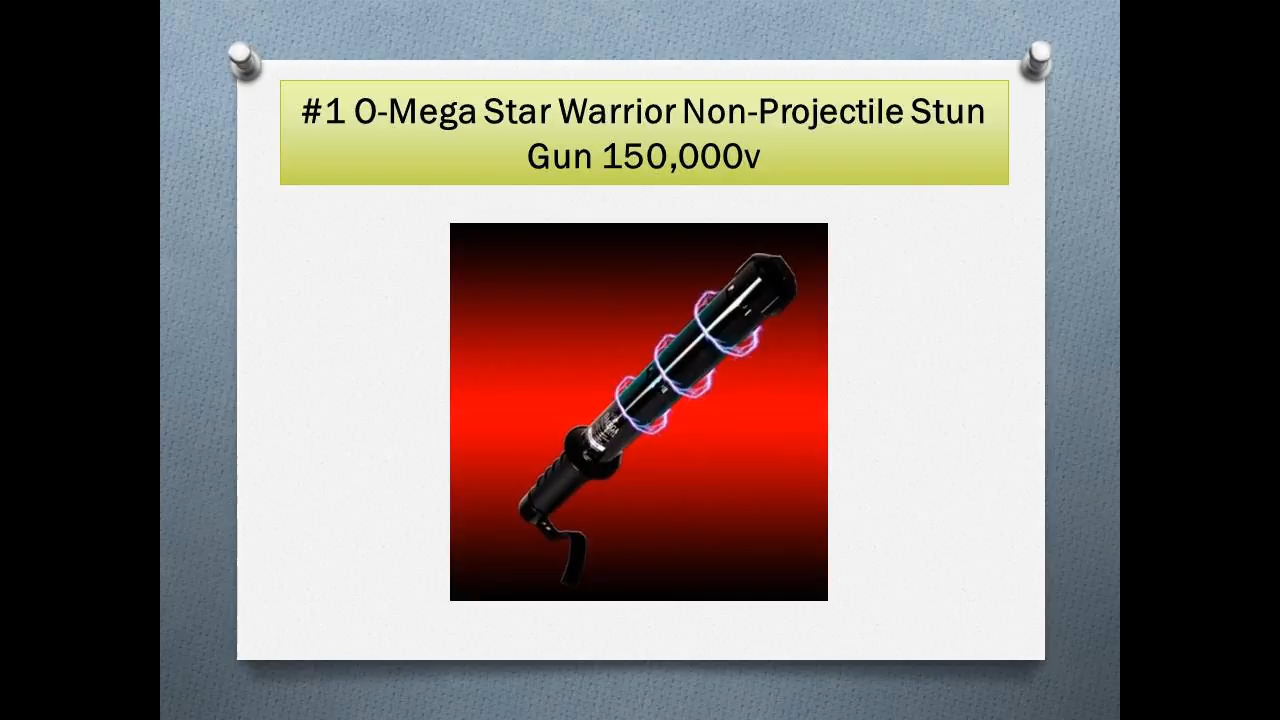 #1 O-Mega Star Warrior Non-Projectile Stun
Gun 150,000v